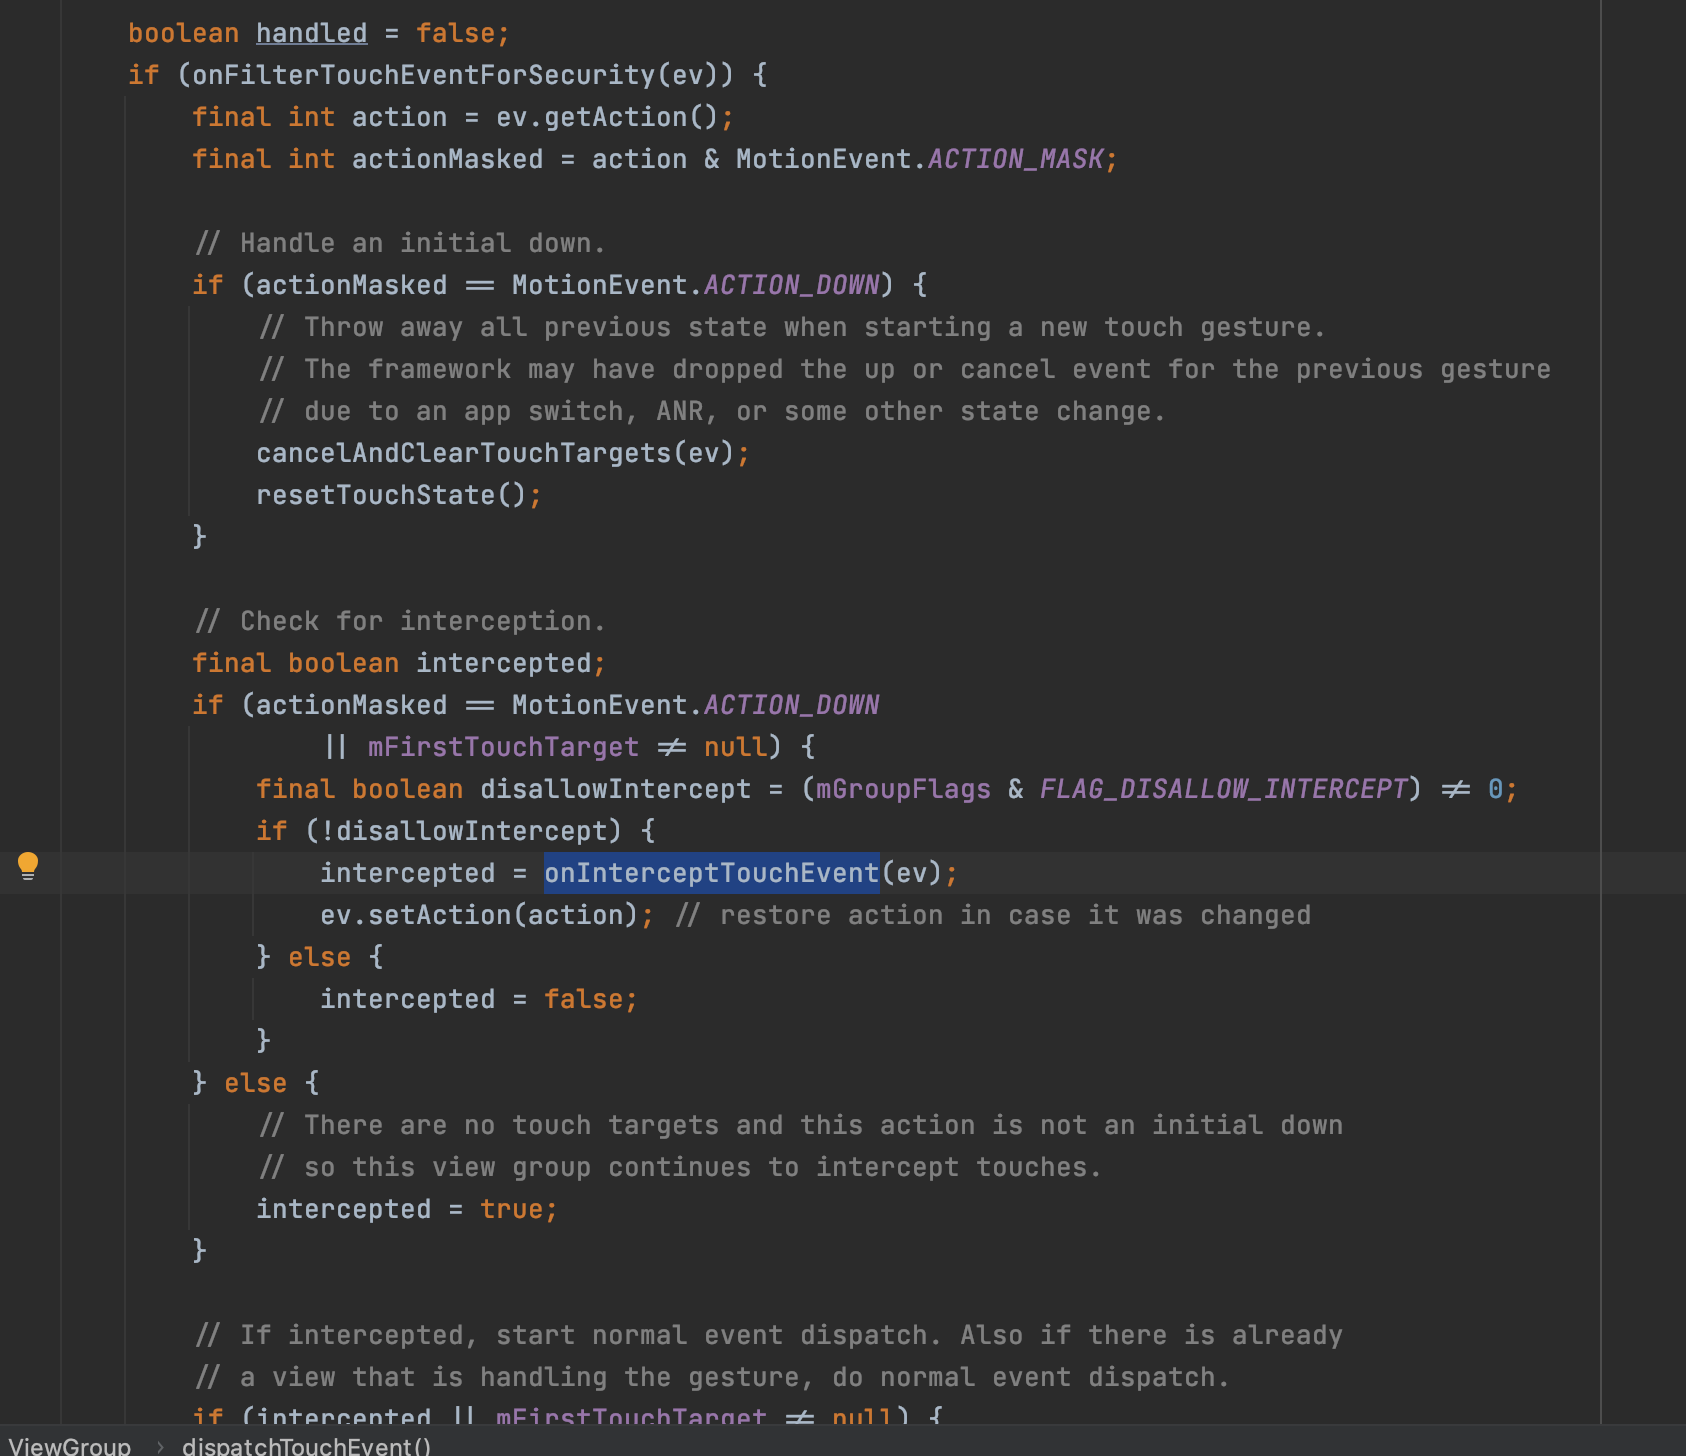 boolean handled = false;
if (onFilterTouchEventForSecurity(ev)) {
final int action = ev.getAction();
final int actionMasked = action & MotionEvent.ACTION_MASK;
// Handle an initial down.
if (actionMasked == MotionEvent.ACTION_DOWN) {
// Throw away all previous state when starting a new touch gesture.
// The framework may have dropped the up or cancel event for the previous gesture
// due to an app switch, ANR, or some other state change.
cancelAndClearTouchTargets(ev);
resetTouchState();
}
// Check for interception.
final boolean intercepted;
if (actionMasked == MotionEvent.ACTION_DOWN
|| mFirstTouchTarget != null) {
final boolean disallowIntercept = (mGroupFlags & FLAG_DISALLOW_INTERCEPT) != 0;
if (!disallowIntercept) {
intercepted = onInterceptTouchEvent(ev);
ev.setAction(action); // restore action in case it was changed
} else {
intercepted = false;
}
} else {
// There are no touch targets and this action is not an initial down
// so this view group continues to intercept touches.
intercepted = true;
}
// If intercepted, start normal event dispatch. Also if there is already
// a view that is handling the gesture, do normal event dispatch.
if (intercepted || mFirstTouchTarget != null) {
ViewGroup › dispatchTouchEvent()